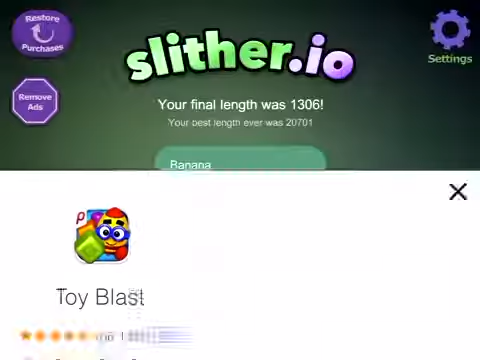 Restore
Purchases
slither.io
Settings
Remove
Ads
Your final length was 1306!
Your best length ever was 20701
Banana
Toy Blast